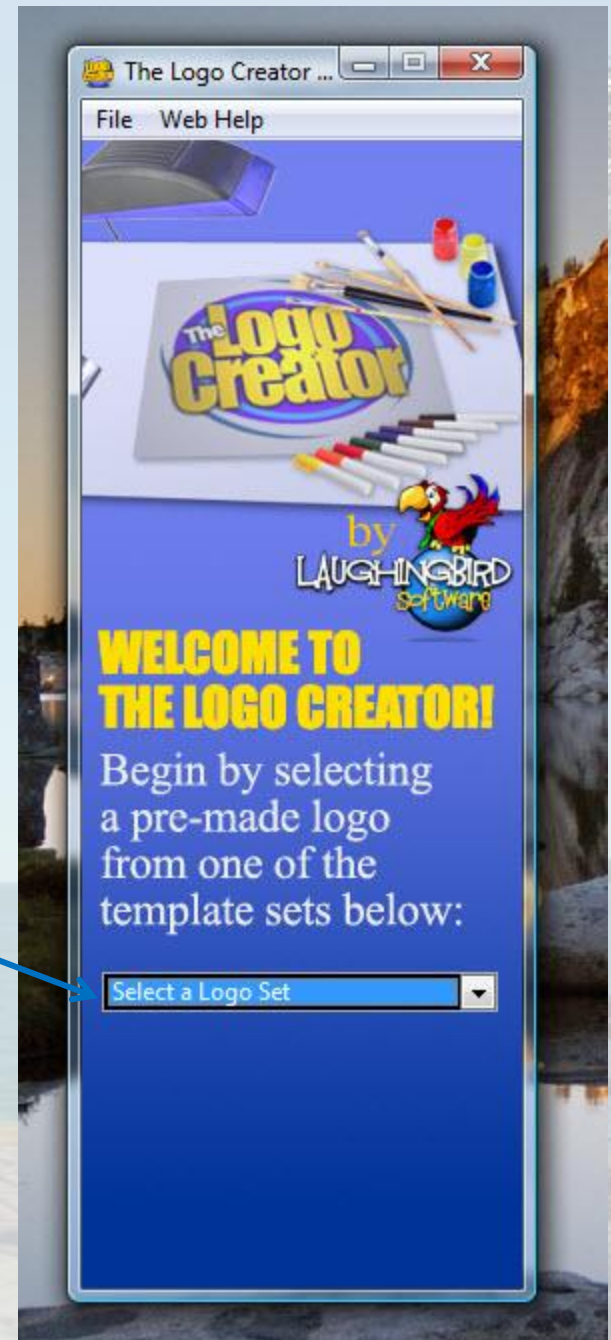 The Logo Creator ...
File Web Help
The
Logo
Creator
by
LAUGHINGBIRD
Software
WELCOME TO
THE LOGO CREATOR!
Begin by selecting
a pre-made logo
from one of the
template sets below:
Select a Logo Set